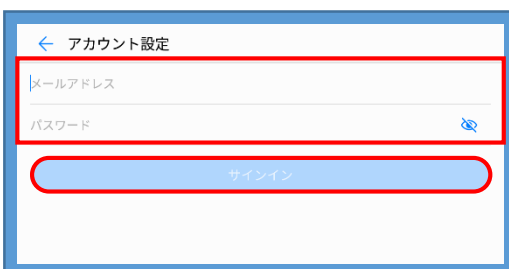 アカウント設定
メールアドレス
パスワード
サインイン